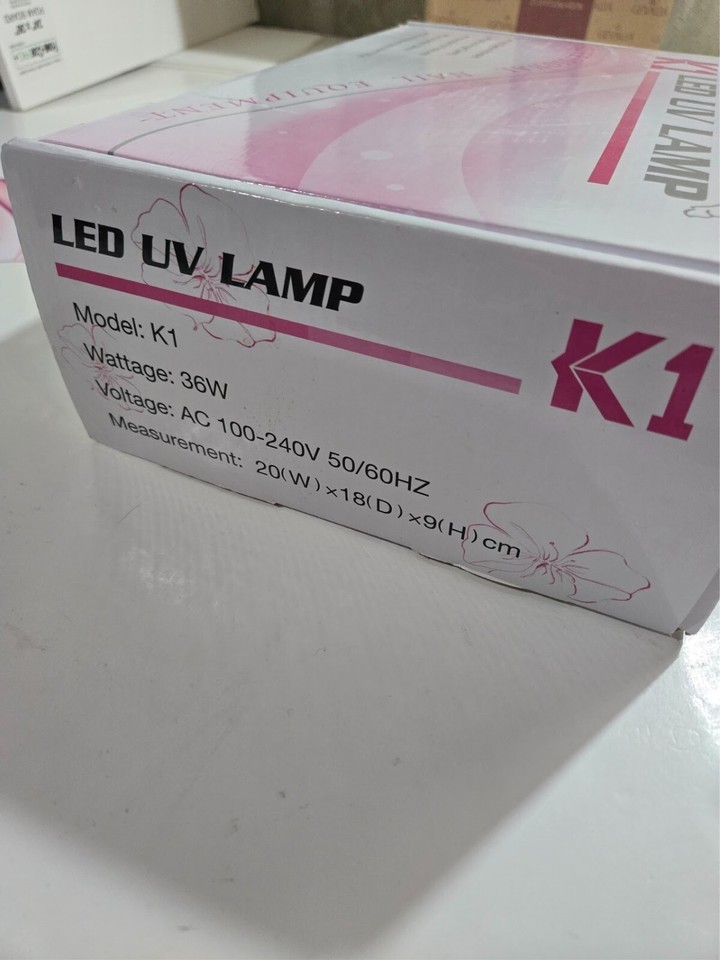 NAIL EQUIPMENT
K1 LED UV LAMP
LED UV LAMP
K1
Model: K1
Wattage: 36W
Voltage: AC 100-240V 50/60HZ
Measurement: 20(W)×18(D)×9(H)cm